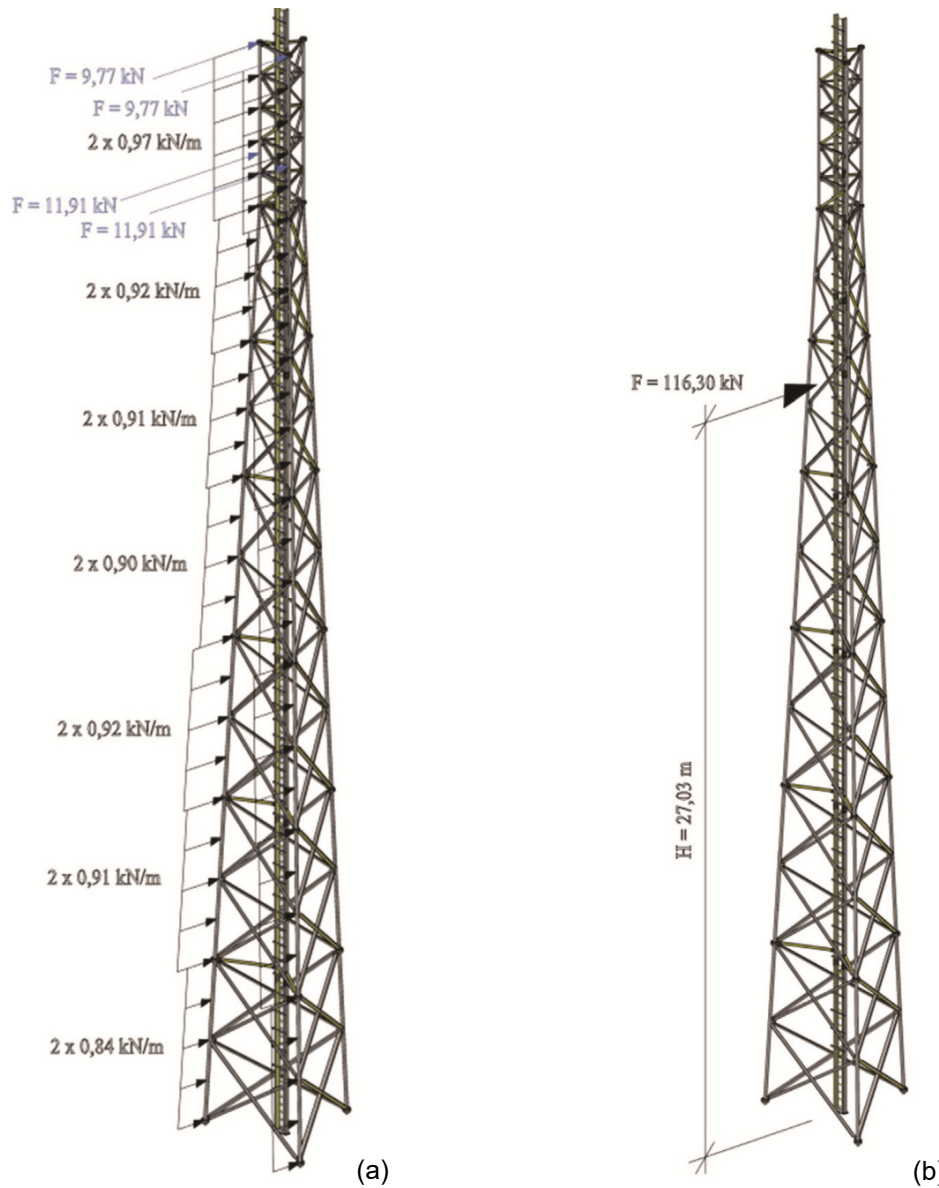 F = 9,77 kN
F = 9,77 kN
2 x 0,97 kN/m
F = 11,91 kN
F = 11,91 kN
2 x 0,92 kN/m
2 x 0,91 kN/m
2 x 0,90 kN/m
2 x 0,92 kN/m
2 x 0,91 kN/m
2 x 0,84 kN/m
(a)
F = 116,30 kN
H = 27,03 m
(b)